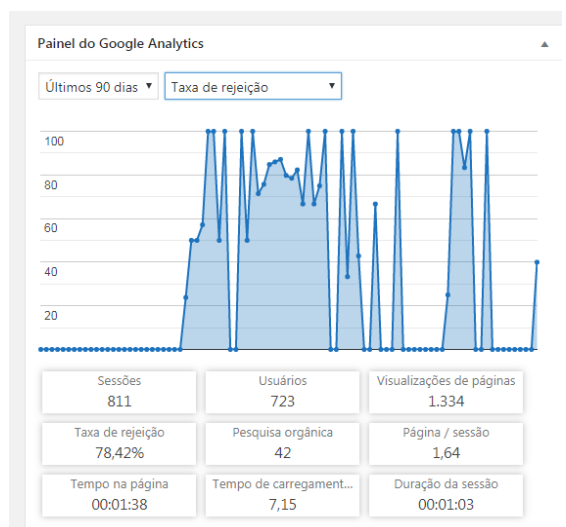 Painel do Google Analytics
Últimos 90 dias
Taxa de rejeição
100
80
60
40
20
Sessões
811
Usuários
723
Visualizações de páginas
1.334
Taxa de rejeição
78,42%
Pesquisa orgânica
42
Página / sessão
1,64
Tempo na página
00:01:38
Tempo de carregament...
7,15
Duração da sessão
00:01:03